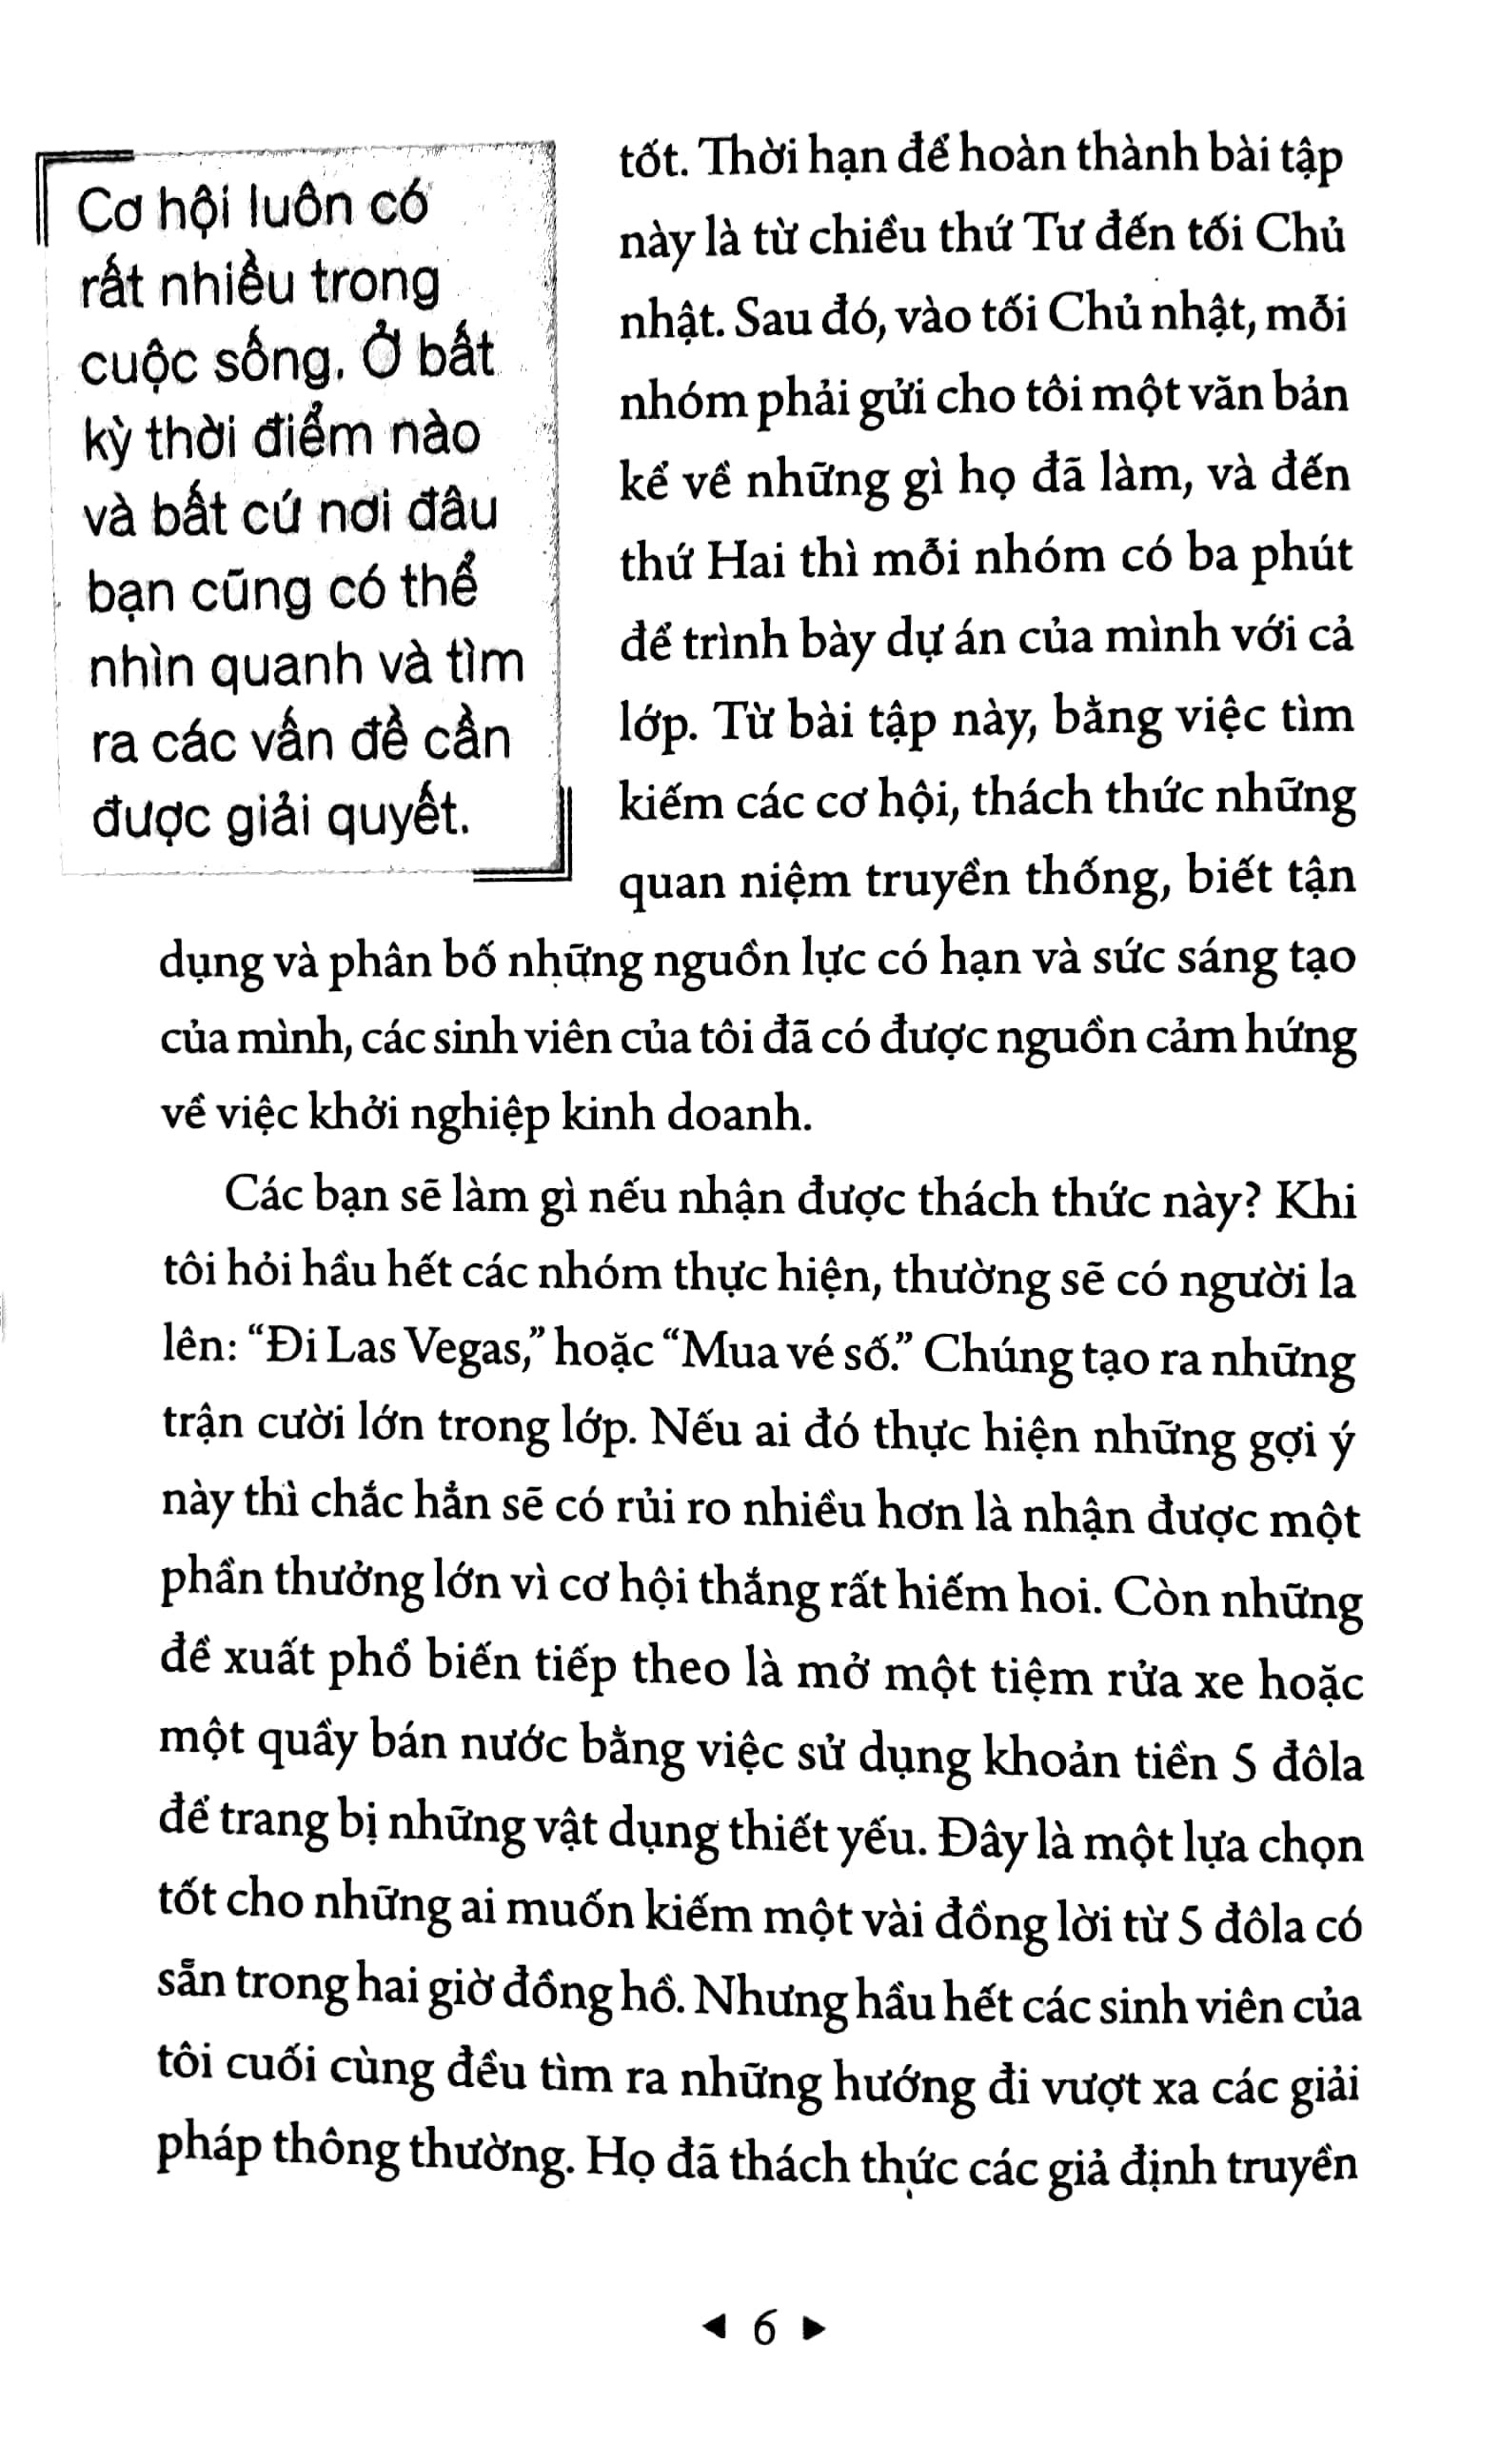 Cơ hội luôn có
rất nhiều trong
cuộc sống. Ở bất
kỳ thời điểm nào
và bất cứ nơi đâu
bạn cũng có thể
nhìn quanh và tìm
ra các vấn đề cần
được giải quyết.
tốt. Thời hạn để hoàn thành bài tập
này là từ chiều thứ Tư đến tối Chủ
nhật. Sau đó, vào tối Chủ nhật, mỗi
nhóm phải gửi cho tôi một văn bản
kể về những gì họ đã làm, và đến
thứ Hai thì mỗi nhóm có ba phút
để trình bày dự án của mình với cả
lớp. Từ bài tập này, bằng việc tìm
kiếm các cơ hội, thách thức những
quan niệm truyền thống, biết tận
dụng và phân bố những nguồn lực có hạn và sức sáng tạo
của mình, các sinh viên của tôi đã có được nguồn cảm hứng
về việc khởi nghiệp kinh doanh.
Các bạn sẽ làm gì nếu nhận được thách thức này? Khi
tôi hỏi hầu hết các nhóm thực hiện, thường sẽ có người la
lên: “Đi Las Vegas,” hoặc “Mua vé số.” Chúng tạo ra những
trận cười lớn trong lớp. Nếu ai đó thực hiện những gợi ý
này thì chắc hẳn sẽ có rủi ro nhiều hơn là nhận được một
phần thưởng lớn vì cơ hội thắng rất hiếm hoi. Còn những
đề xuất phổ biến tiếp theo là mở một tiệm rửa xe hoặc
một quầy bán nước bằng việc sử dụng khoản tiền 5 đôla
để trang bị những vật dụng thiết yếu. Đây là một lựa chọn
tốt cho những ai muốn kiếm một vài đồng lời từ 5 đôla có
sẵn trong hai giờ đồng hồ. Nhưng hầu hết các sinh viên của
tôi cuối cùng đều tìm ra những hướng đi vượt xa các giải
pháp thông thường. Họ đã thách thức các giả định truyền
◄ 6 ►